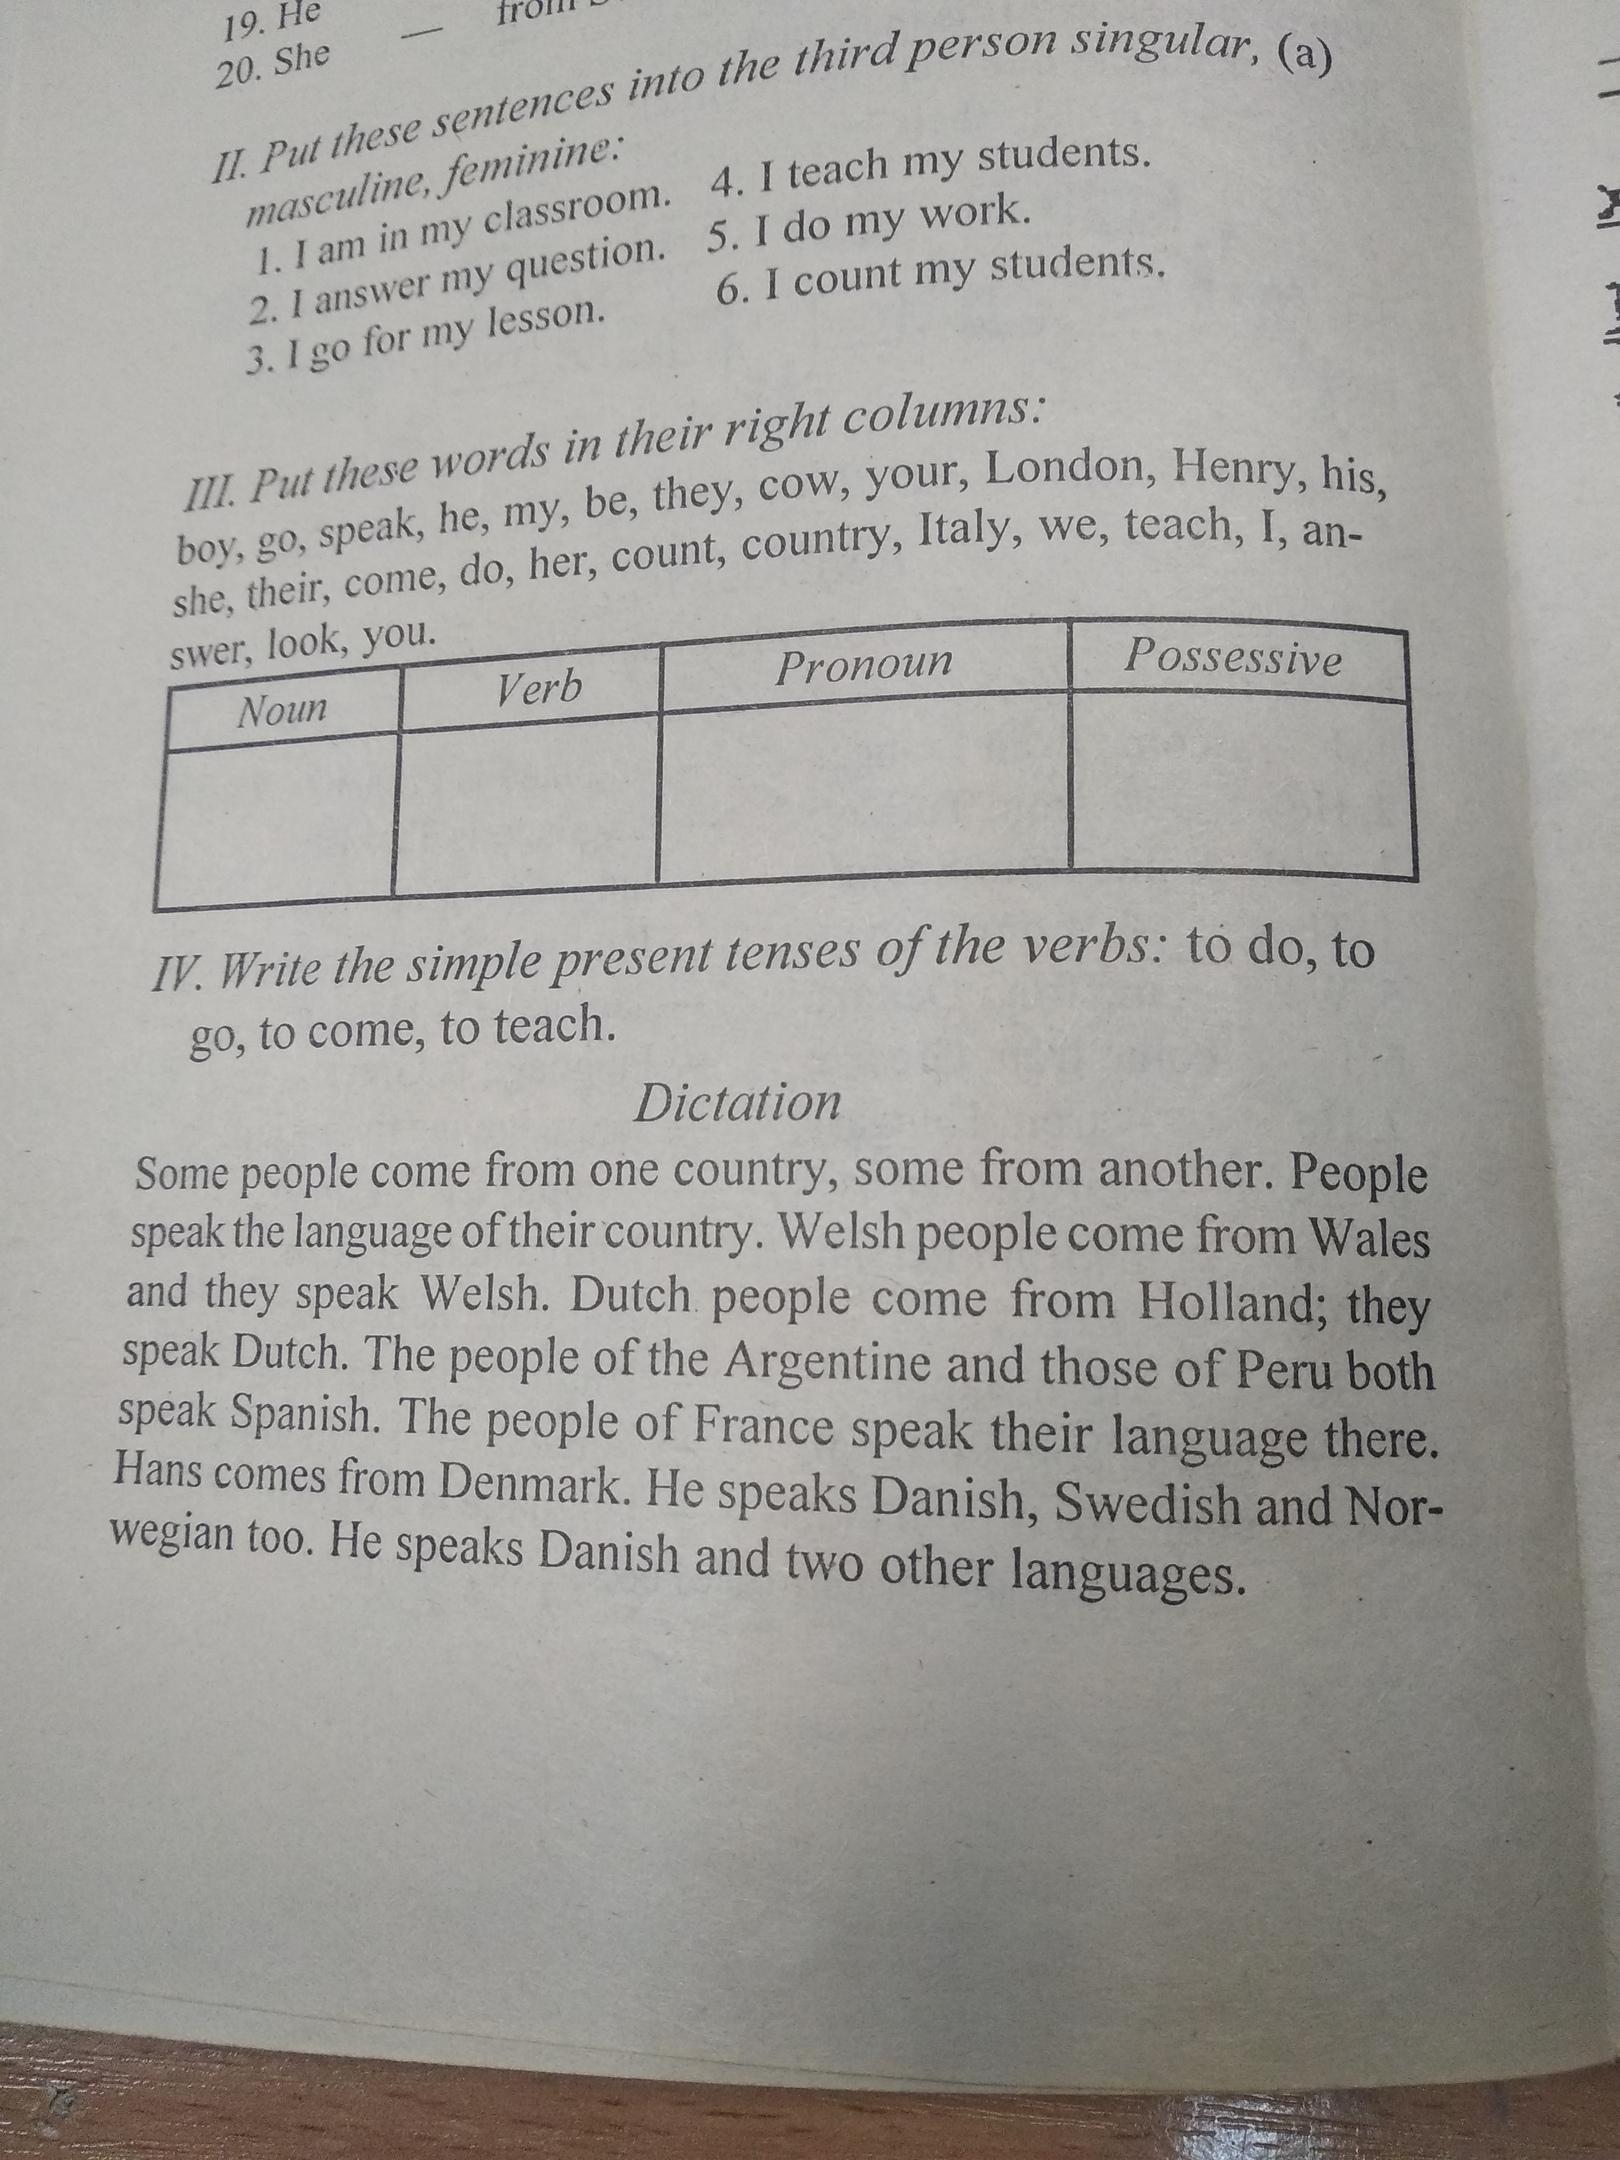 19. He
20. She — from
II. Put these sentences into the third person singular, (a)
masculine, feminine:
1. I am in my classroom. 4. I teach my students.
2. I answer my question. 5. I do my work.
3. I go for my lesson. 6. I count my students.
III. Put these words in their right columns:
boy, go, speak, he, my, be, they, cow, your, London, Henry, his,
she, their, come, do, her, count, country, Italy, we, teach, I, an-
swer, look, you.
Noun Verb Pronoun Possessive
IV. Write the simple present tenses of the verbs: to do, to
go, to come, to teach.
Dictation
Some people come from one country, some from another. People
speak the language of their country. Welsh people come from Wales
and they speak Welsh. Dutch people come from Holland; they
speak Dutch. The people of the Argentine and those of Peru both
speak Spanish. The people of France speak their language there.
Hans comes from Denmark. He speaks Danish, Swedish and Nor-
wegian too. He speaks Danish and two other languages.